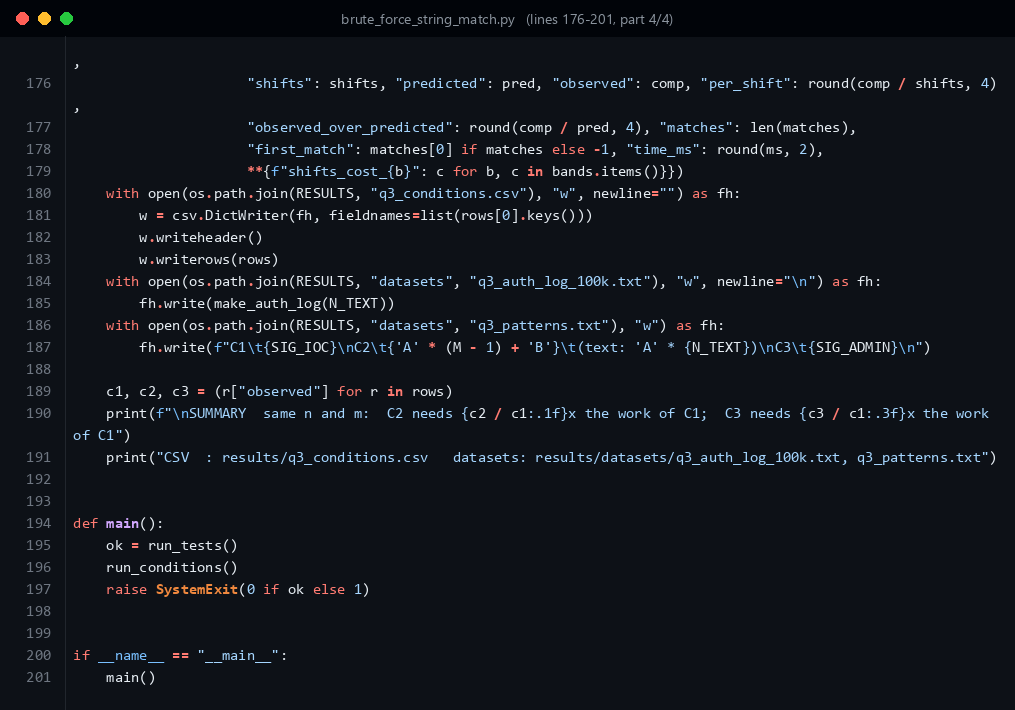 brute_force_string_match.py   (lines 176-201, part 4/4)
,
176                      "shifts": shifts, "predicted": pred, "observed": comp, "per_shift": round(comp / shifts, 4)
,
177                      "observed_over_predicted": round(comp / pred, 4), "matches": len(matches),
178                      "first_match": matches[0] if matches else -1, "time_ms": round(ms, 2),
179                      **{f"shifts_cost_{b}": c for b, c in bands.items()}})
180     with open(os.path.join(RESULTS, "q3_conditions.csv"), "w", newline="") as fh:
181         w = csv.DictWriter(fh, fieldnames=list(rows[0].keys()))
182         w.writeheader()
183         w.writerows(rows)
184     with open(os.path.join(RESULTS, "datasets", "q3_auth_log_100k.txt"), "w", newline="\n") as fh:
185         fh.write(make_auth_log(N_TEXT))
186     with open(os.path.join(RESULTS, "datasets", "q3_patterns.txt"), "w") as fh:
187         fh.write(f"C1\t{SIG_IOC}\nC2\t{'A' * (M - 1) + 'B'}\t(text: 'A' * {N_TEXT})\nC3\t{SIG_ADMIN}\n")
188
189     c1, c2, c3 = (r["observed"] for r in rows)
190     print(f"\nSUMMARY  same n and m:  C2 needs {c2 / c1:.1f}x the work of C1;  C3 needs {c3 / c1:.3f}x the work
of C1")
191     print("CSV  : results/q3_conditions.csv   datasets: results/datasets/q3_auth_log_100k.txt, q3_patterns.txt")
192
193
194 def main():
195     ok = run_tests()
196     run_conditions()
197     raise SystemExit(0 if ok else 1)
198
199
200 if __name__ == "__main__":
201     main()